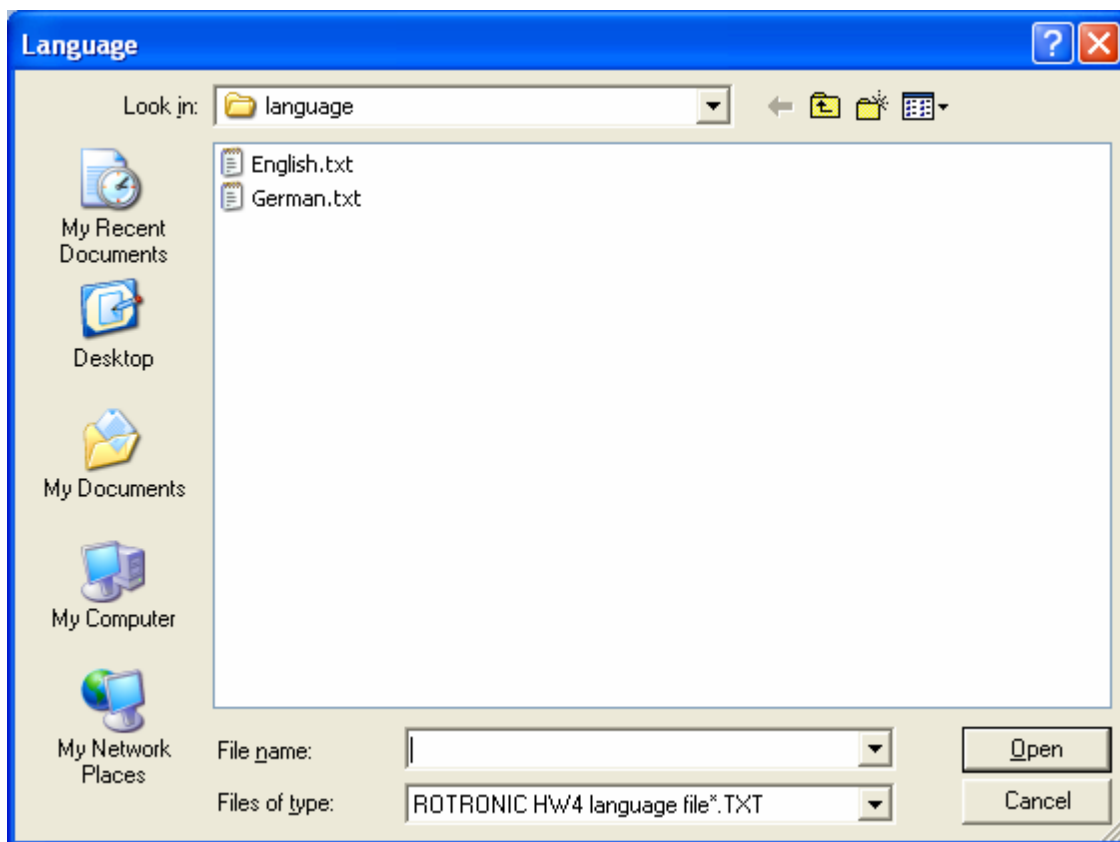 Language
Look in: language
English.txt
German.txt
My Recent
Documents
Desktop
My Documents
My Computer
My Network
Places
File name:
Open
Files of type: ROTRONIC HW4 language file*.TXT
Cancel